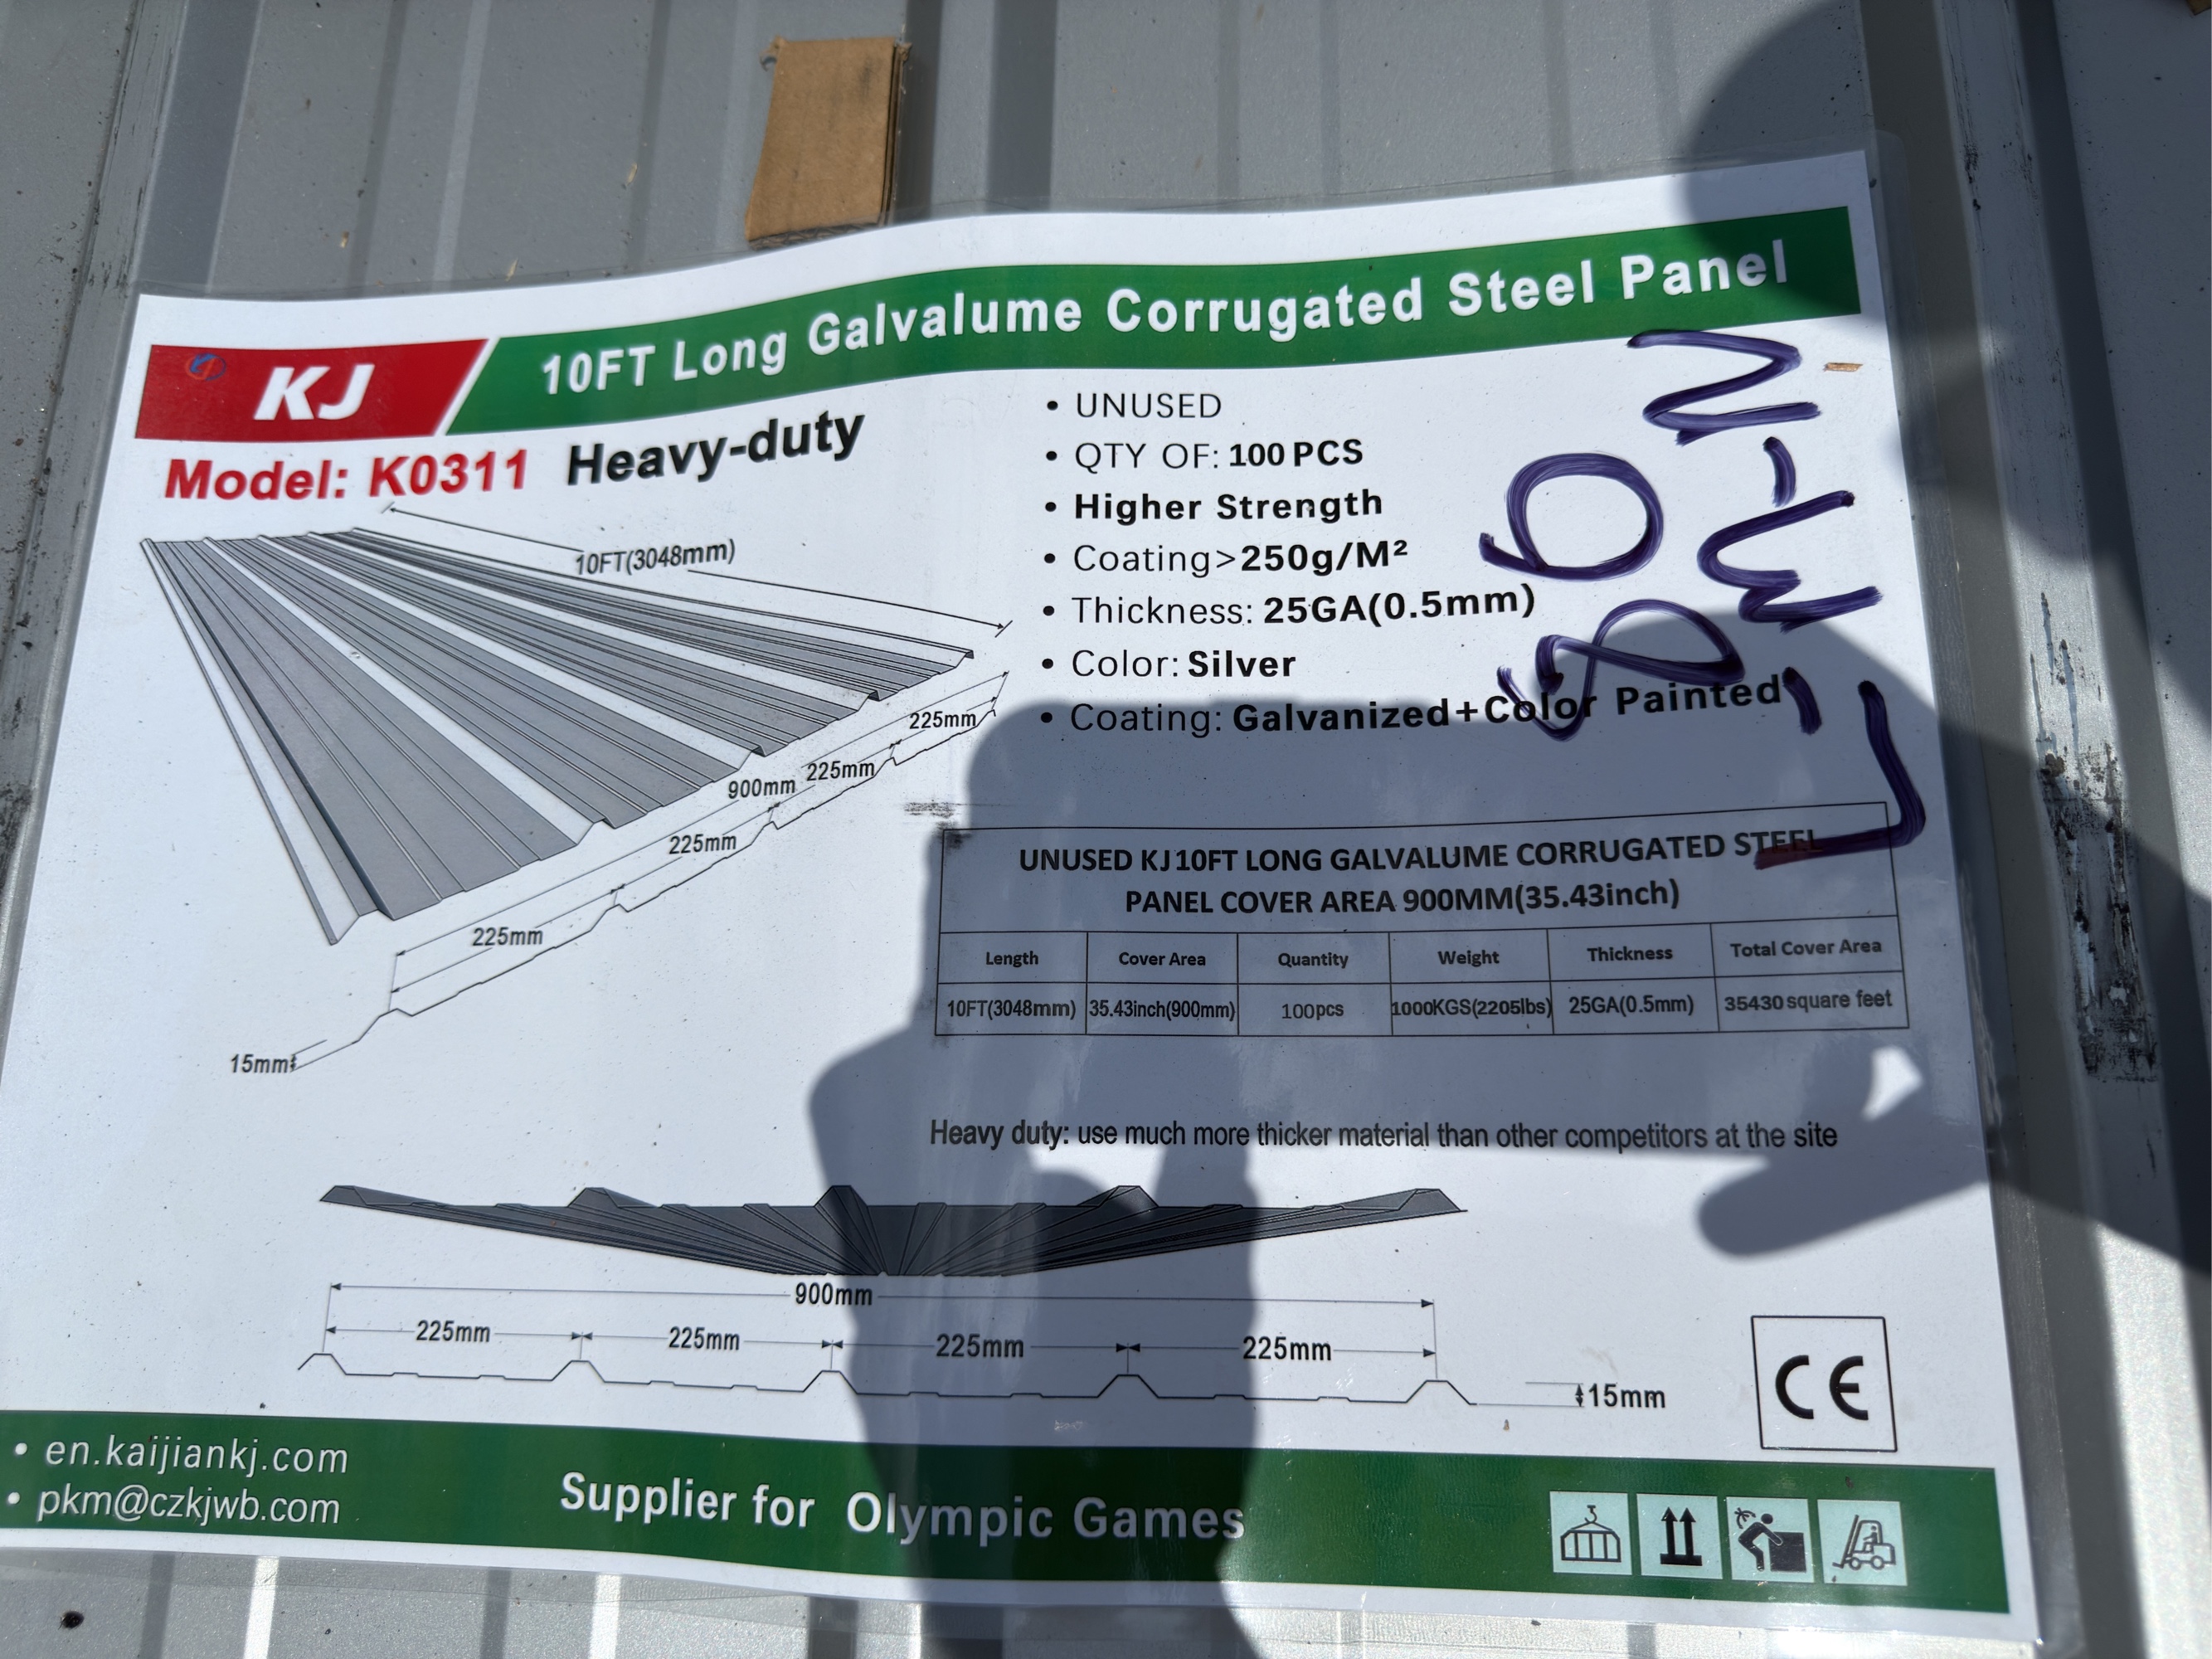 KJ
10FT Long Galvalume Corrugated Steel Panel
Model: K0311 Heavy-duty
• UNUSED
• QTY OF: 100 PCS
• Higher Strength
• Coating>250g/M²
• Thickness: 25GA(0.5mm)
• Color: Silver
• Coating: Galvanized+Color Painted
10FT(3048mm)
225mm
225mm
900mm
225mm
225mm
15mm
UNUSED KJ 10FT LONG GALVALUME CORRUGATED STEEL
PANEL COVER AREA 900MM(35.43inch)
Length Cover Area Quantity Weight Thickness Total Cover Area
10FT(3048mm) 35.43inch(900mm) 100pcs 1000KGS(2205lbs) 25GA(0.5mm) 35430 square feet
Heavy duty: use much more thicker material than other competitors at the site
900mm
225mm 225mm 225mm 225mm
15mm
CE
• en.kaijiankj.com
• pkm@czkjwb.com
Supplier for Olympic Games